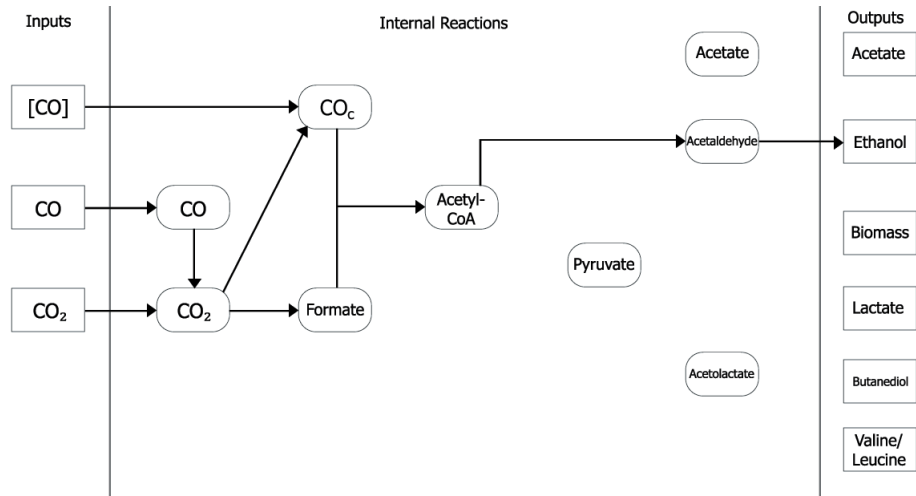 Inputs
Internal Reactions
Outputs
Acetate
Acetate
[CO]
CO_c
Acetaldehyde
Ethanol
CO
CO
Acetyl-
CoA
Biomass
Pyruvate
CO₂
CO₂
Formate
Lactate
Acetolactate
Butanediol
Valine/
Leucine